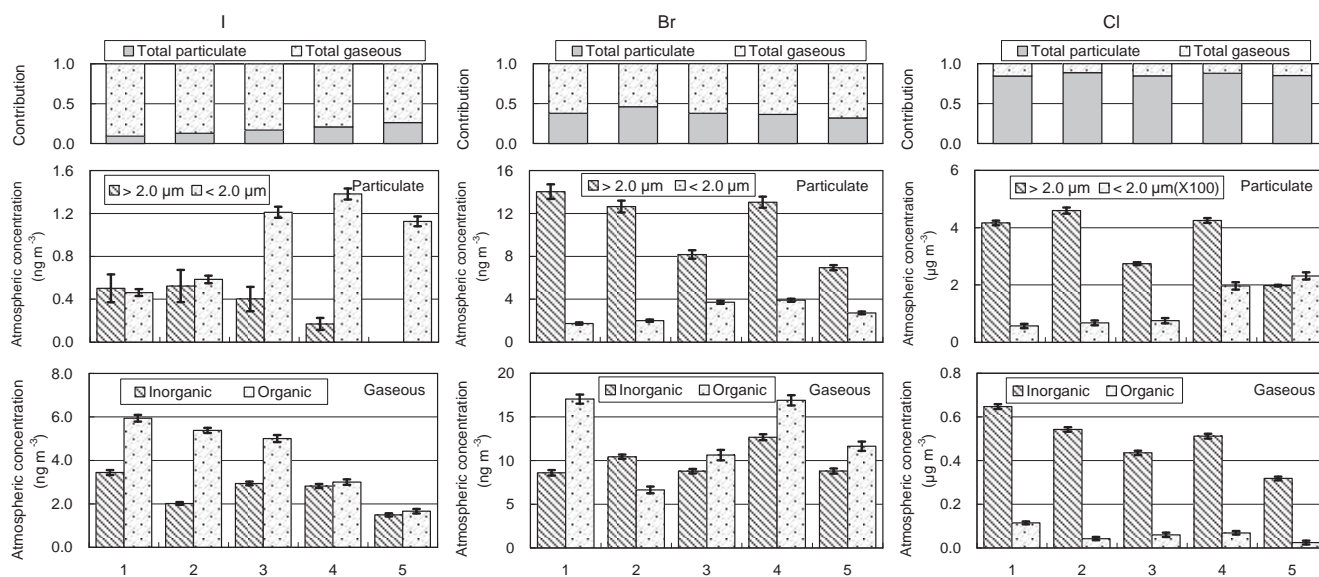 I
Br
Cl
Total particulate Total gaseous
Total particulate Total gaseous
Total particulate Total gaseous
Contribution
1.0
0.5
0.0
Contribution
1.0
0.5
0.0
Contribution
1.0
0.5
0.0
Atmospheric concentration
(ng m⁻³)
1.6
1.2
0.8
0.4
0.0
> 2.0 µm < 2.0 µm
Particulate
Atmospheric concentration
(ng m⁻³)
16
12
8
4
0
> 2.0 µm < 2.0 µm
Particulate
Atmospheric concentration
(µg m⁻³)
6
4
2
0
> 2.0 µm < 2.0 µm(X100)
Particulate
Atmospheric concentration
(ng m⁻³)
8.0
6.0
4.0
2.0
0.0
Inorganic Organic
Gaseous
1 2 3 4 5
Atmospheric concentration
(ng m⁻³)
20
15
10
5
0
Inorganic Organic
Gaseous
1 2 3 4 5
Atmospheric concentration
(µg m⁻³)
0.8
0.6
0.4
0.2
0.0
Inorganic Organic
Gaseous
1 2 3 4 5